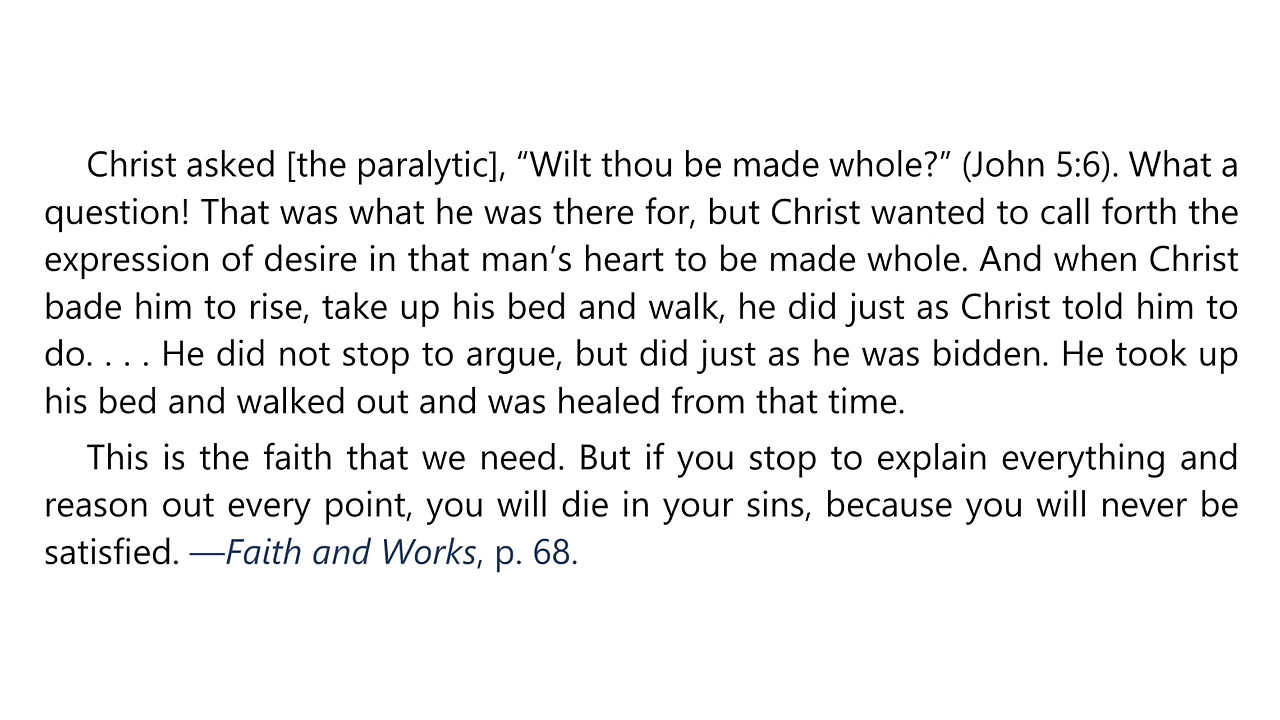 Christ asked [the paralytic], “Wilt thou be made whole?” (John 5:6). What a
question! That was what he was there for, but Christ wanted to call forth the
expression of desire in that man’s heart to be made whole. And when Christ
bade him to rise, take up his bed and walk, he did just as Christ told him to
do. . . . He did not stop to argue, but did just as he was bidden. He took up
his bed and walked out and was healed from that time.
This is the faith that we need. But if you stop to explain everything and
reason out every point, you will die in your sins, because you will never be
satisfied. —Faith and Works, p. 68.